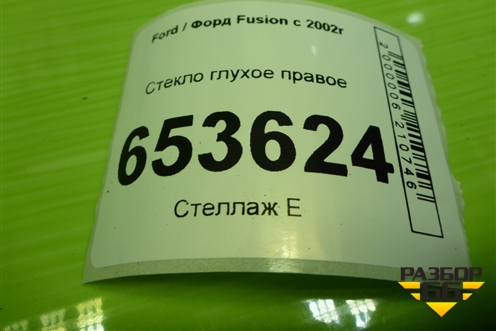 Ford / Форд Fusion с 2002г
Стекло глухое правое
653624
Стеллаж Е
2000006210746
РАЗБОР
66